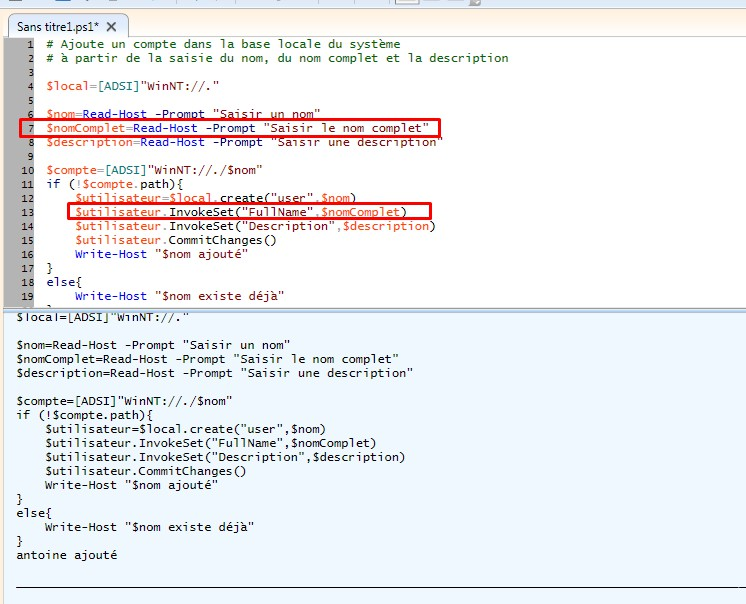 Sans titre1.ps1*
1 # Ajoute un compte dans la base locale du système
2 # à partir de la saisie du nom, du nom complet et la description
3
4 $local=[ADSI]"WinNT://."
5
6 $nom=Read-Host -Prompt "Saisir un nom"
7 $nomComplet=Read-Host -Prompt "Saisir le nom complet"
8 $description=Read-Host -Prompt "Saisir une description"
9
10 $compte=[ADSI]"WinNT://./$nom"
11 if (!$compte.path){
12 $utilisateur=$local.create("user",$nom)
13 $utilisateur.InvokeSet("FullName",$nomComplet)
14 $utilisateur.InvokeSet("Description",$description)
15 $utilisateur.CommitChanges()
16 Write-Host "$nom ajouté"
17 }
18 else{
19 Write-Host "$nom existe déjà"
$local=[ADSI]"WinNT://."
$nom=Read-Host -Prompt "Saisir un nom"
$nomComplet=Read-Host -Prompt "Saisir le nom complet"
$description=Read-Host -Prompt "Saisir une description"
$compte=[ADSI]"WinNT://./$nom"
if (!$compte.path){
$utilisateur=$local.create("user",$nom)
$utilisateur.InvokeSet("FullName",$nomComplet)
$utilisateur.InvokeSet("Description",$description)
$utilisateur.CommitChanges()
Write-Host "$nom ajouté"
}
else{
Write-Host "$nom existe déjà"
}
antoine ajouté